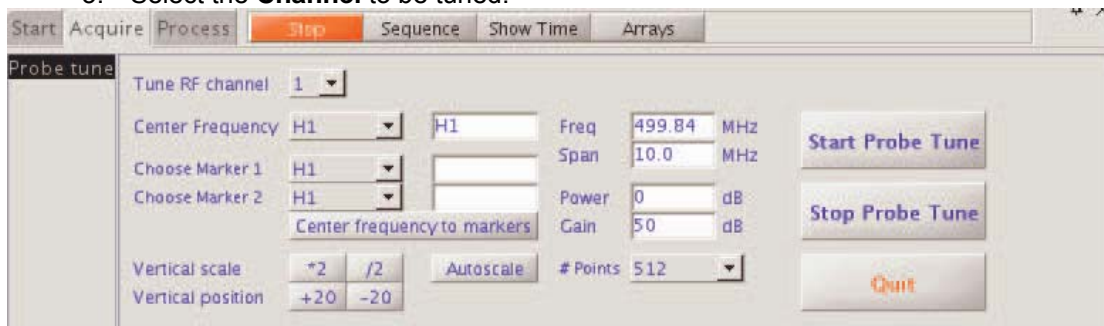 Select the Channel to be tuned.
Start Acquire Process Stop Sequence Show Time Arrays
Probe tune
Tune RF channel 1
Center Frequency H1 H1 Freq 499.84 MHz
Start Probe Tune
Span 10.0 MHz
Choose Marker 1 H1
Choose Marker 2 H1 Power 0 dB
Stop Probe Tune
Center frequency to markers Gain 50 dB
Vertical scale *2 /2 Autoscale # Points 512
Quit
Vertical position +20 -20